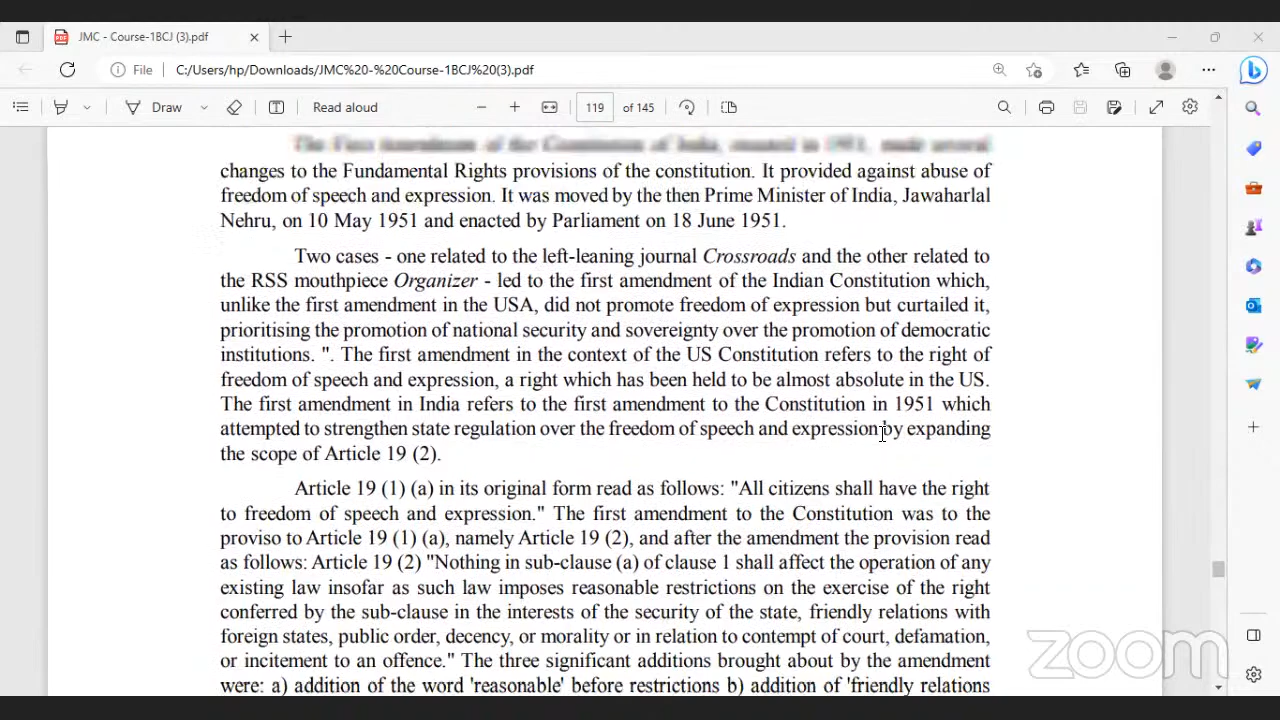 JMC - Course-1BCJ (3).pdf
File C:/Users/hp/Downloads/JMC%20-%20Course-1BCJ%20(3).pdf
Draw Read aloud 119 of 145
The First Amendment of the Constitution of India, enacted in 1951, made several
changes to the Fundamental Rights provisions of the constitution. It provided against abuse of
freedom of speech and expression. It was moved by the then Prime Minister of India, Jawaharlal
Nehru, on 10 May 1951 and enacted by Parliament on 18 June 1951.
Two cases - one related to the left-leaning journal Crossroads and the other related to
the RSS mouthpiece Organizer - led to the first amendment of the Indian Constitution which,
unlike the first amendment in the USA, did not promote freedom of expression but curtailed it,
prioritising the promotion of national security and sovereignty over the promotion of democratic
institutions. ". The first amendment in the context of the US Constitution refers to the right of
freedom of speech and expression, a right which has been held to be almost absolute in the US.
The first amendment in India refers to the first amendment to the Constitution in 1951 which
attempted to strengthen state regulation over the freedom of speech and expression by expanding
the scope of Article 19 (2).
Article 19 (1) (a) in its original form read as follows: "All citizens shall have the right
to freedom of speech and expression." The first amendment to the Constitution was to the
proviso to Article 19 (1) (a), namely Article 19 (2), and after the amendment the provision read
as follows: Article 19 (2) "Nothing in sub-clause (a) of clause 1 shall affect the operation of any
existing law insofar as such law imposes reasonable restrictions on the exercise of the right
conferred by the sub-clause in the interests of the security of the state, friendly relations with
foreign states, public order, decency, or morality or in relation to contempt of court, defamation,
or incitement to an offence." The three significant additions brought about by the amendment
were: a) addition of the word 'reasonable' before restrictions b) addition of 'friendly relations
zoom